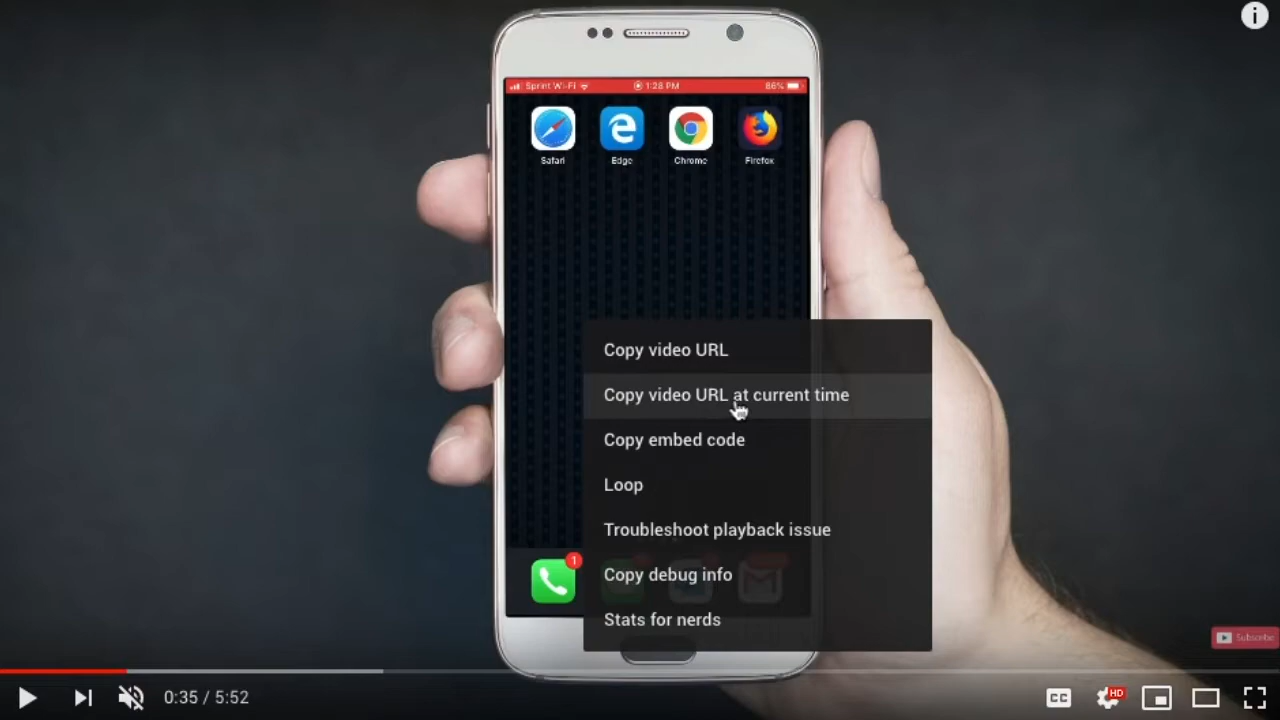 Sprint Wi-Fi 1:28 PM 86%
Safari Edge Chrome Firefox
Copy video URL
Copy video URL at current time
Copy embed code
Loop
Troubleshoot playback issue
1
Copy debug info
Stats for nerds
Subscribe
0:35 / 5:52
CC HD